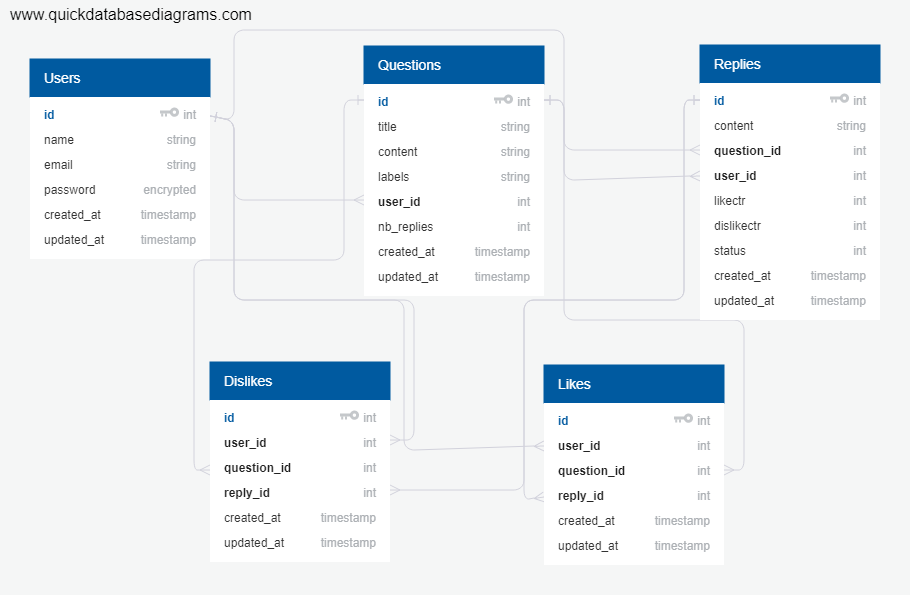 www.quickdatabasediagrams.com
Users
id int
name string
email string
password encrypted
created_at timestamp
updated_at timestamp
Questions
id int
title string
content string
labels string
user_id int
nb_replies int
created_at timestamp
updated_at timestamp
Replies
id int
content string
question_id int
user_id int
likectr int
dislikectr int
status int
created_at timestamp
updated_at timestamp
Dislikes
id int
user_id int
question_id int
reply_id int
created_at timestamp
updated_at timestamp
Likes
id int
user_id int
question_id int
reply_id int
created_at timestamp
updated_at timestamp